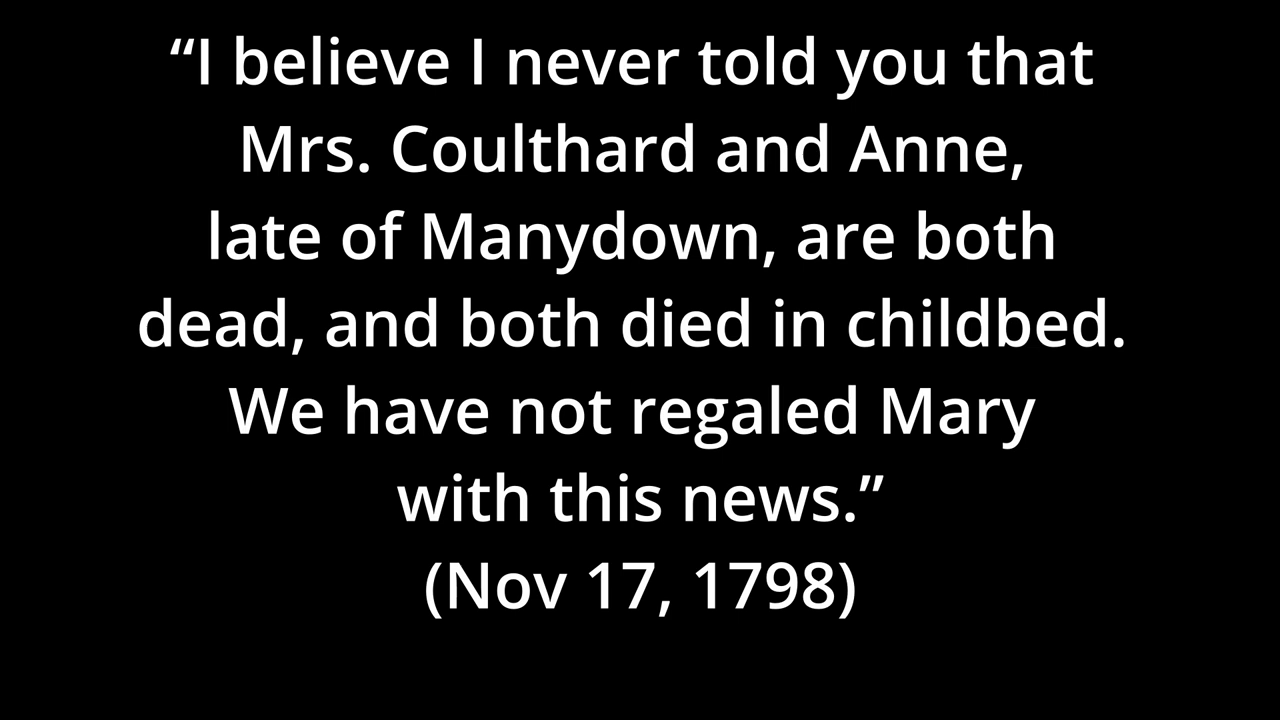 “I believe I never told you that
Mrs. Coulthard and Anne,
late of Manydown, are both
dead, and both died in childbed.
We have not regaled Mary
with this news.”
(Nov 17, 1798)